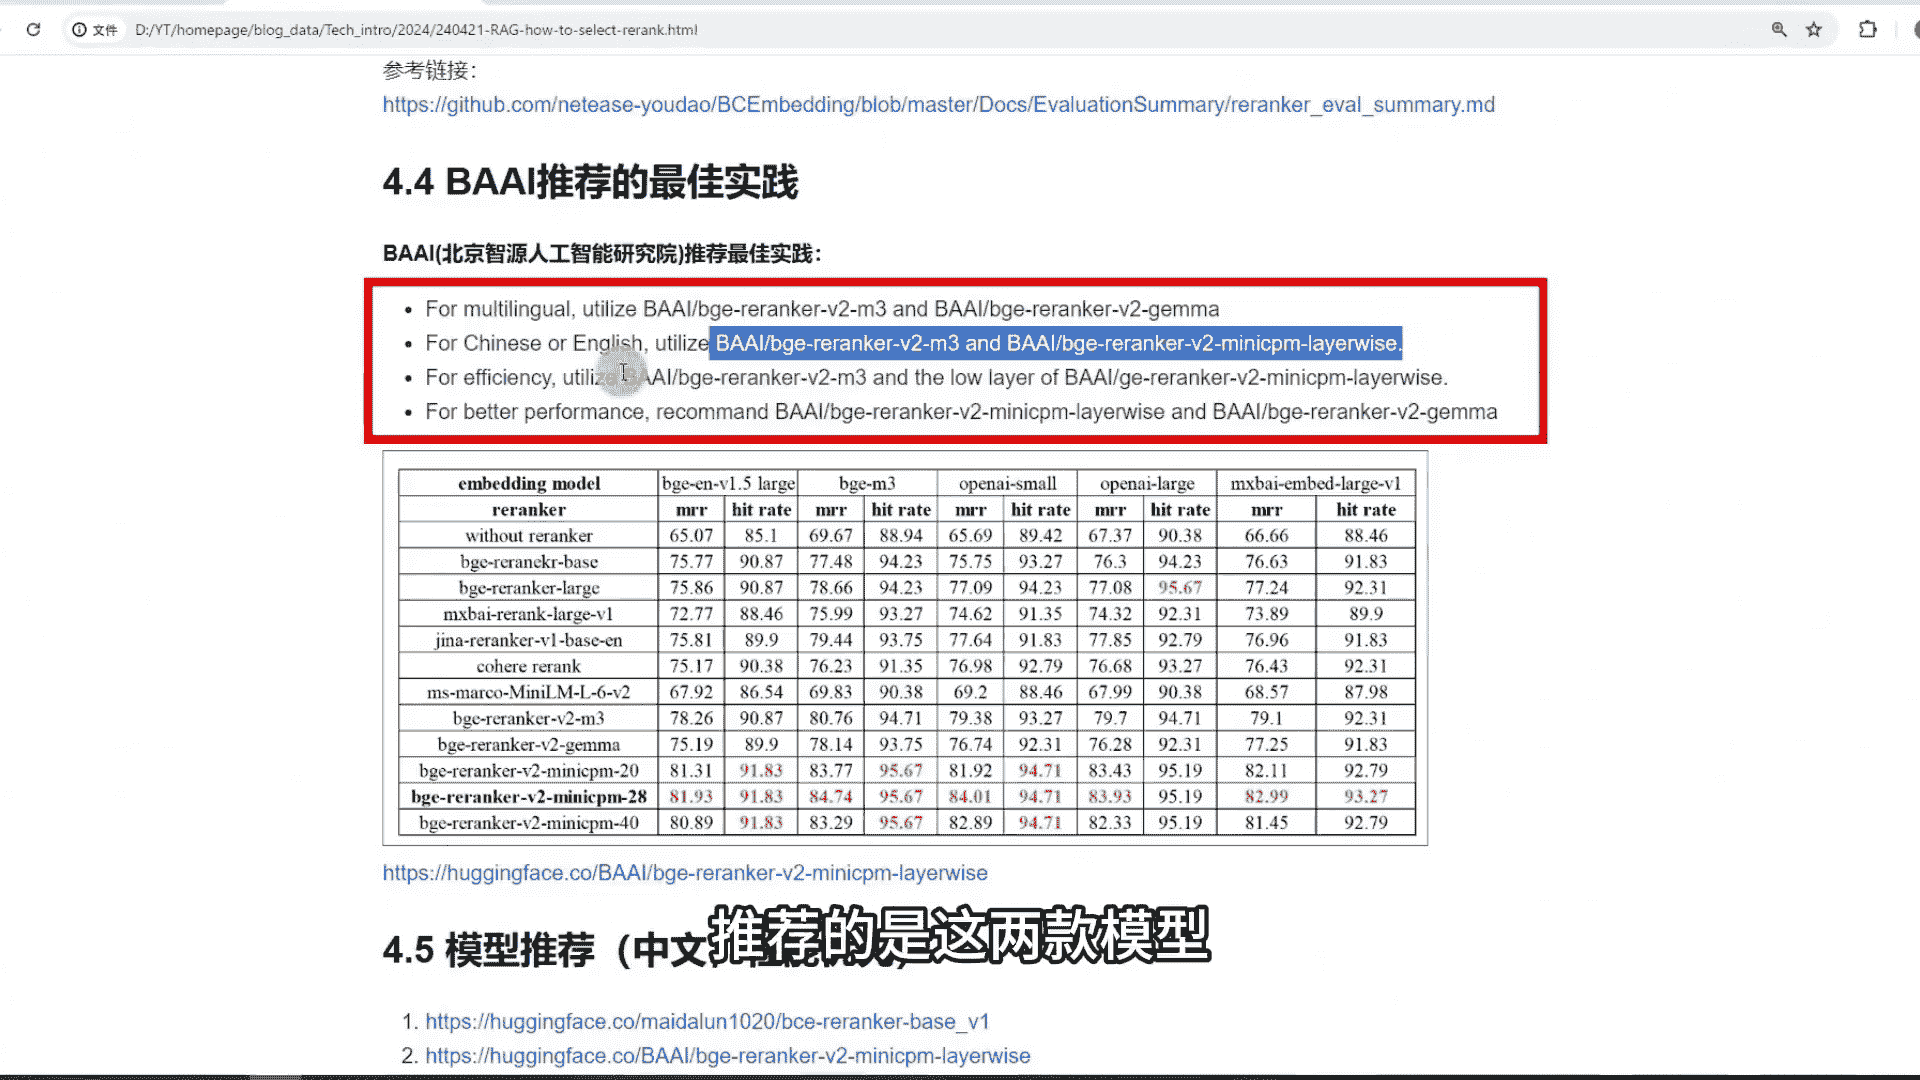 文件 D:/YT/homepage/blog_data/Tech_intro/2024/240421-RAG-how-to-select-rerank.html
参考链接：
https://github.com/netease-youdao/BCEmbedding/blob/master/Docs/EvaluationSummary/reranker_eval_summary.md
4.4 BAAI推荐的最佳实践
BAAI(北京智源人工智能研究院)推荐最佳实践：
• For multilingual, utilize BAAI/bge-reranker-v2-m3 and BAAI/bge-reranker-v2-gemma
• For Chinese or English, utilize BAAI/bge-reranker-v2-m3 and BAAI/bge-reranker-v2-minicpm-layerwise.
• For efficiency, utilize BAAI/bge-reranker-v2-m3 and the low layer of BAAI/ge-reranker-v2-minicpm-layerwise.
• For better performance, recommand BAAI/bge-reranker-v2-minicpm-layerwise and BAAI/bge-reranker-v2-gemma
embedding model bge-en-v1.5 large bge-m3 openai-small openai-large mxbai-embed-large-v1
reranker mrr hit rate mrr hit rate mrr hit rate mrr hit rate mrr hit rate
without reranker 65.07 85.1 69.67 88.94 65.69 89.42 67.37 90.38 66.66 88.46
bge-reranekr-base 75.77 90.87 77.48 94.23 75.75 93.27 76.3 94.23 76.63 91.83
bge-reranker-large 75.86 90.87 78.66 94.23 77.09 94.23 77.08 95.67 77.24 92.31
mxbai-rerank-large-v1 72.77 88.46 75.99 93.27 74.62 91.35 74.32 92.31 73.89 89.9
jina-reranker-v1-base-en 75.81 89.9 79.44 93.75 77.64 91.83 77.85 92.79 76.96 91.83
cohere rerank 75.17 90.38 76.23 91.35 76.98 92.79 76.68 93.27 76.43 92.31
ms-marco-MiniLM-L-6-v2 67.92 86.54 69.83 90.38 69.2 88.46 67.99 90.38 68.57 87.98
bge-reranker-v2-m3 78.26 90.87 80.76 94.71 79.38 93.27 79.7 94.71 79.1 92.31
bge-reranker-v2-gemma 75.19 89.9 78.14 93.75 76.74 92.31 76.28 92.31 77.25 91.83
bge-reranker-v2-minicpm-20 81.31 91.83 83.77 95.67 81.92 94.71 83.43 95.19 82.11 92.79
bge-reranker-v2-minicpm-28 81.93 91.83 84.74 95.67 84.01 94.71 83.93 95.19 82.99 93.27
bge-reranker-v2-minicpm-40 80.89 91.83 83.29 95.67 82.89 94.71 82.33 95.19 81.45 92.79
https://huggingface.co/BAAI/bge-reranker-v2-minicpm-layerwise
4.5 模型推荐（中文
推荐的是这两款模型
1. https://huggingface.co/maidalun1020/bce-reranker-base_v1
2. https://huggingface.co/BAAI/bge-reranker-v2-minicpm-layerwise